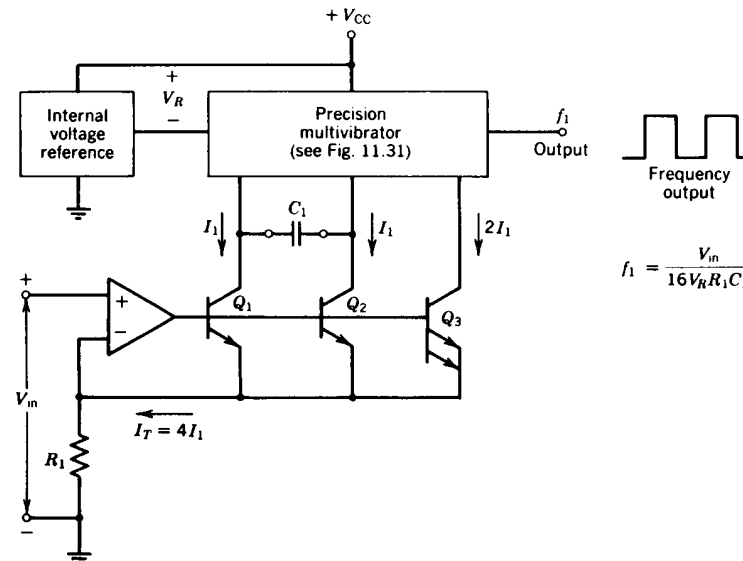 + V_CC
+
V_R
−
Internal
voltage
reference
Precision
multivibrator
(see Fig. 11.31)
f_1
Output
Frequency
output
I_1
C_1
I_1
2I_1
f_1 = V_in / 16V_R R_1 C
+
+
−
Q_1
Q_2
Q_3
V_in
I_T = 4I_1
R_1
−